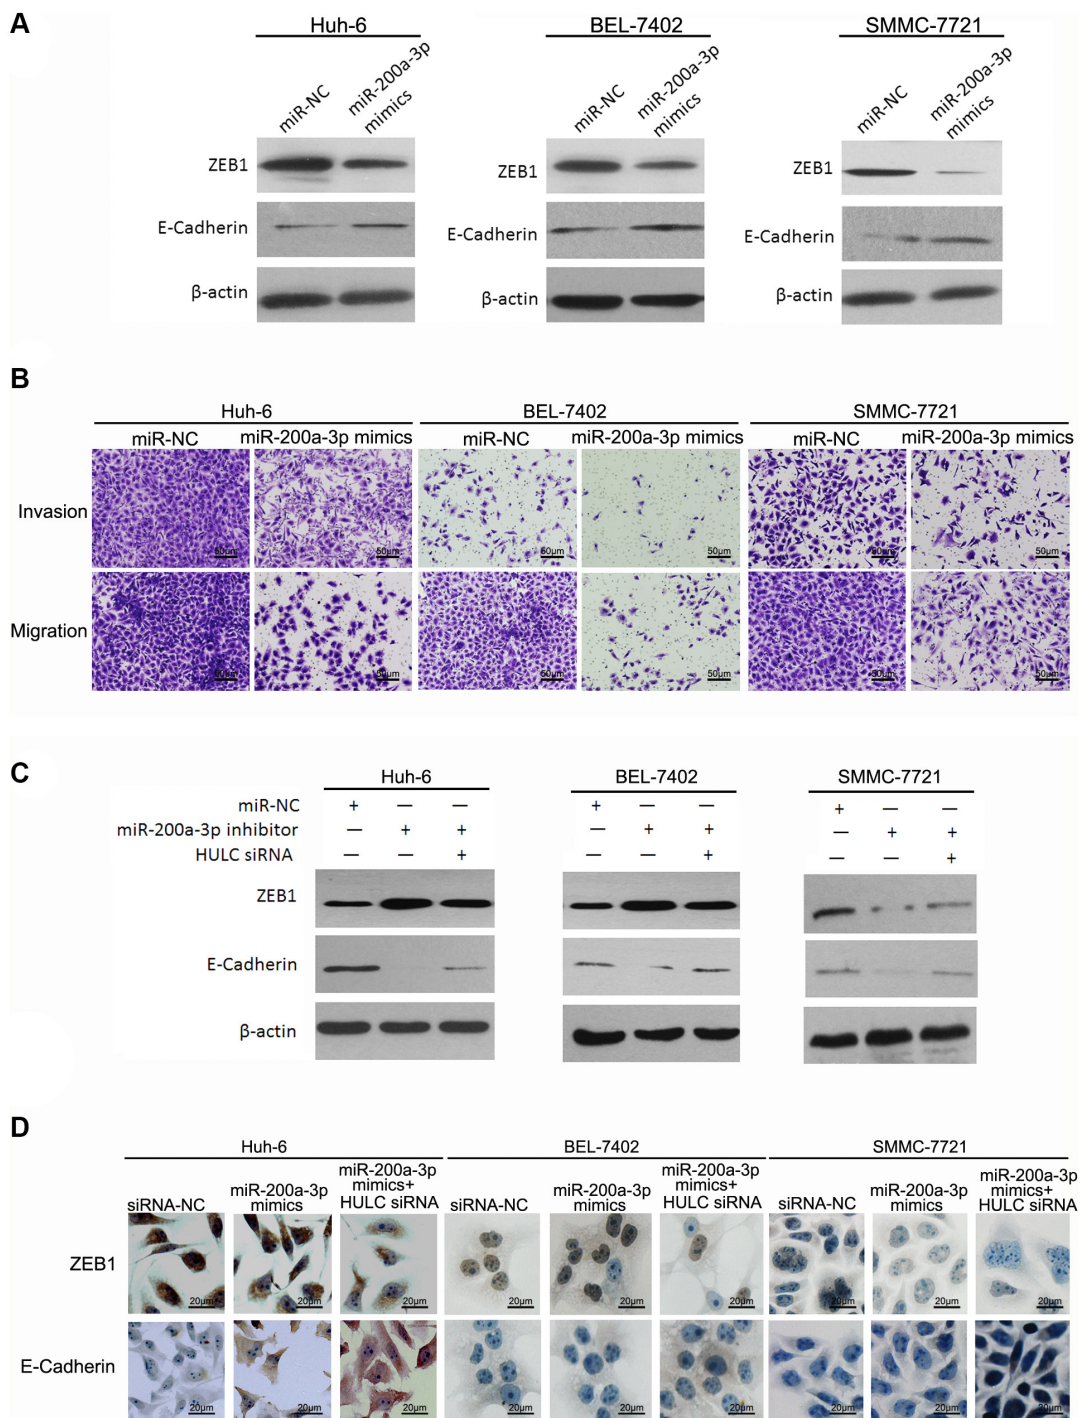 A
Huh-6 BEL-7402 SMMC-7721
miR-NC miR-200a-3p mimics miR-NC miR-200a-3p mimics miR-NC miR-200a-3p mimics
ZEB1 ZEB1 ZEB1
E-Cadherin E-Cadherin E-Cadherin
β-actin β-actin β-actin
B
Huh-6 BEL-7402 SMMC-7721
miR-NC miR-200a-3p mimics miR-NC miR-200a-3p mimics miR-NC miR-200a-3p mimics
Invasion
50μm 50μm 50μm 50μm 50μm 50μm
Migration
50μm 50μm 50μm 50μm 50μm 50μm
C
Huh-6 BEL-7402 SMMC-7721
miR-NC + — — + — — + — —
miR-200a-3p inhibitor — + + — + + — + +
HULC siRNA — — + — — + — — +
ZEB1
E-Cadherin
β-actin
D
Huh-6 BEL-7402 SMMC-7721
siRNA-NC miR-200a-3p mimics miR-200a-3p mimics+ HULC siRNA siRNA-NC miR-200a-3p mimics miR-200a-3p mimics+ HULC siRNA siRNA-NC miR-200a-3p mimics miR-200a-3p mimics+ HULC siRNA
ZEB1
20μm 20μm 20μm 20μm 20μm 20μm 20μm 20μm 20μm
E-Cadherin
20μm 20μm 20μm 20μm 20μm 20μm 20μm 20μm 20μm